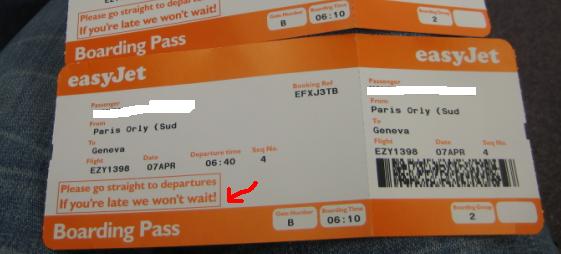 Please go straight to departures
If you're late we won't wait!
Gate Number
B
Boarding Time
06:10
Boarding Group
2
Boarding Pass
easyJet
Passenger
From
Paris Orly (Sud
To
Geneva
Flight Date Departure time Seq No.
EZY1398 07APR 06:40 4
Booking Ref
EFXJ3TB
Please go straight to departures
If you're late we won't wait!
Boarding Pass
Gate Number
B
Boarding Time
06:10
easyJet
Passenger
From
Paris Orly (Sud
To
Geneva
Flight Date Seq No.
EZY1398 07APR 4
Boarding Group
2